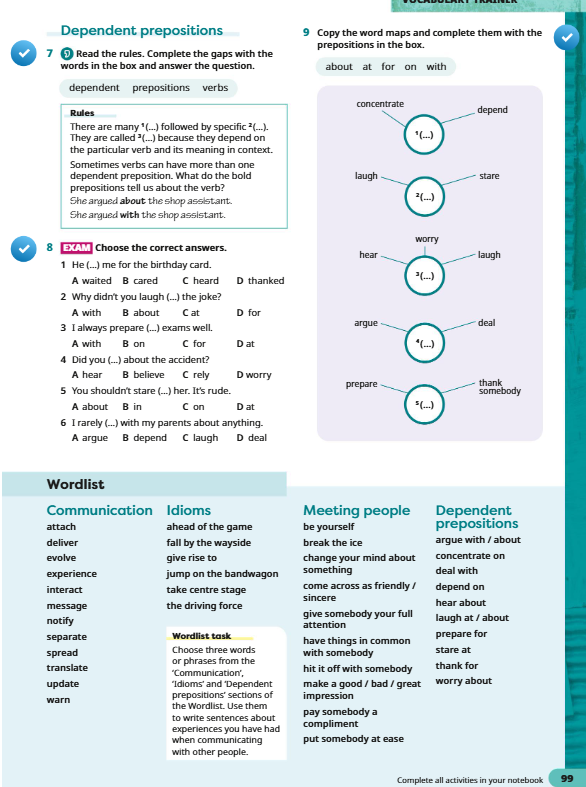 VOCABULARY TRAINER
Dependent prepositions
7 Read the rules. Complete the gaps with the
words in the box and answer the question.
dependent prepositions verbs
Rules
There are many ¹(...) followed by specific ²(...).
They are called ³(...) because they depend on
the particular verb and its meaning in context.
Sometimes verbs can have more than one
dependent preposition. What do the bold
prepositions tell us about the verb?
She argued about the shop assistant.
She argued with the shop assistant.
8 EXAM Choose the correct answers.
1 He (...) me for the birthday card.
A waited B cared C heard D thanked
2 Why didn't you laugh (...) the joke?
A with B about C at D for
3 I always prepare (...) exams well.
A with B on C for D at
4 Did you (...) about the accident?
A hear B believe C rely D worry
5 You shouldn't stare (...) her. It's rude.
A about B in C on D at
6 I rarely (...) with my parents about anything.
A argue B depend C laugh D deal
9 Copy the word maps and complete them with the
prepositions in the box.
about at for on with
concentrate
depend
¹(...)
laugh
stare
²(...)
worry
hear
laugh
³(...)
argue
deal
⁴(...)
prepare
thank
somebody
⁵(...)
Wordlist
Communication
attach
deliver
evolve
experience
interact
message
notify
separate
spread
translate
update
warn
Idioms
ahead of the game
fall by the wayside
give rise to
jump on the bandwagon
take centre stage
the driving force
Wordlist task
Choose three words
or phrases from the
'Communication',
'Idioms' and 'Dependent
prepositions' sections of
the Wordlist. Use them
to write sentences about
experiences you have had
when communicating
with other people.
Meeting people
be yourself
break the ice
change your mind about
something
come across as friendly /
sincere
give somebody your full
attention
have things in common
with somebody
hit it off with somebody
make a good / bad / great
impression
pay somebody a
compliment
put somebody at ease
Dependent
prepositions
argue with / about
concentrate on
deal with
depend on
hear about
laugh at / about
prepare for
stare at
thank for
worry about
Complete all activities in your notebook 99